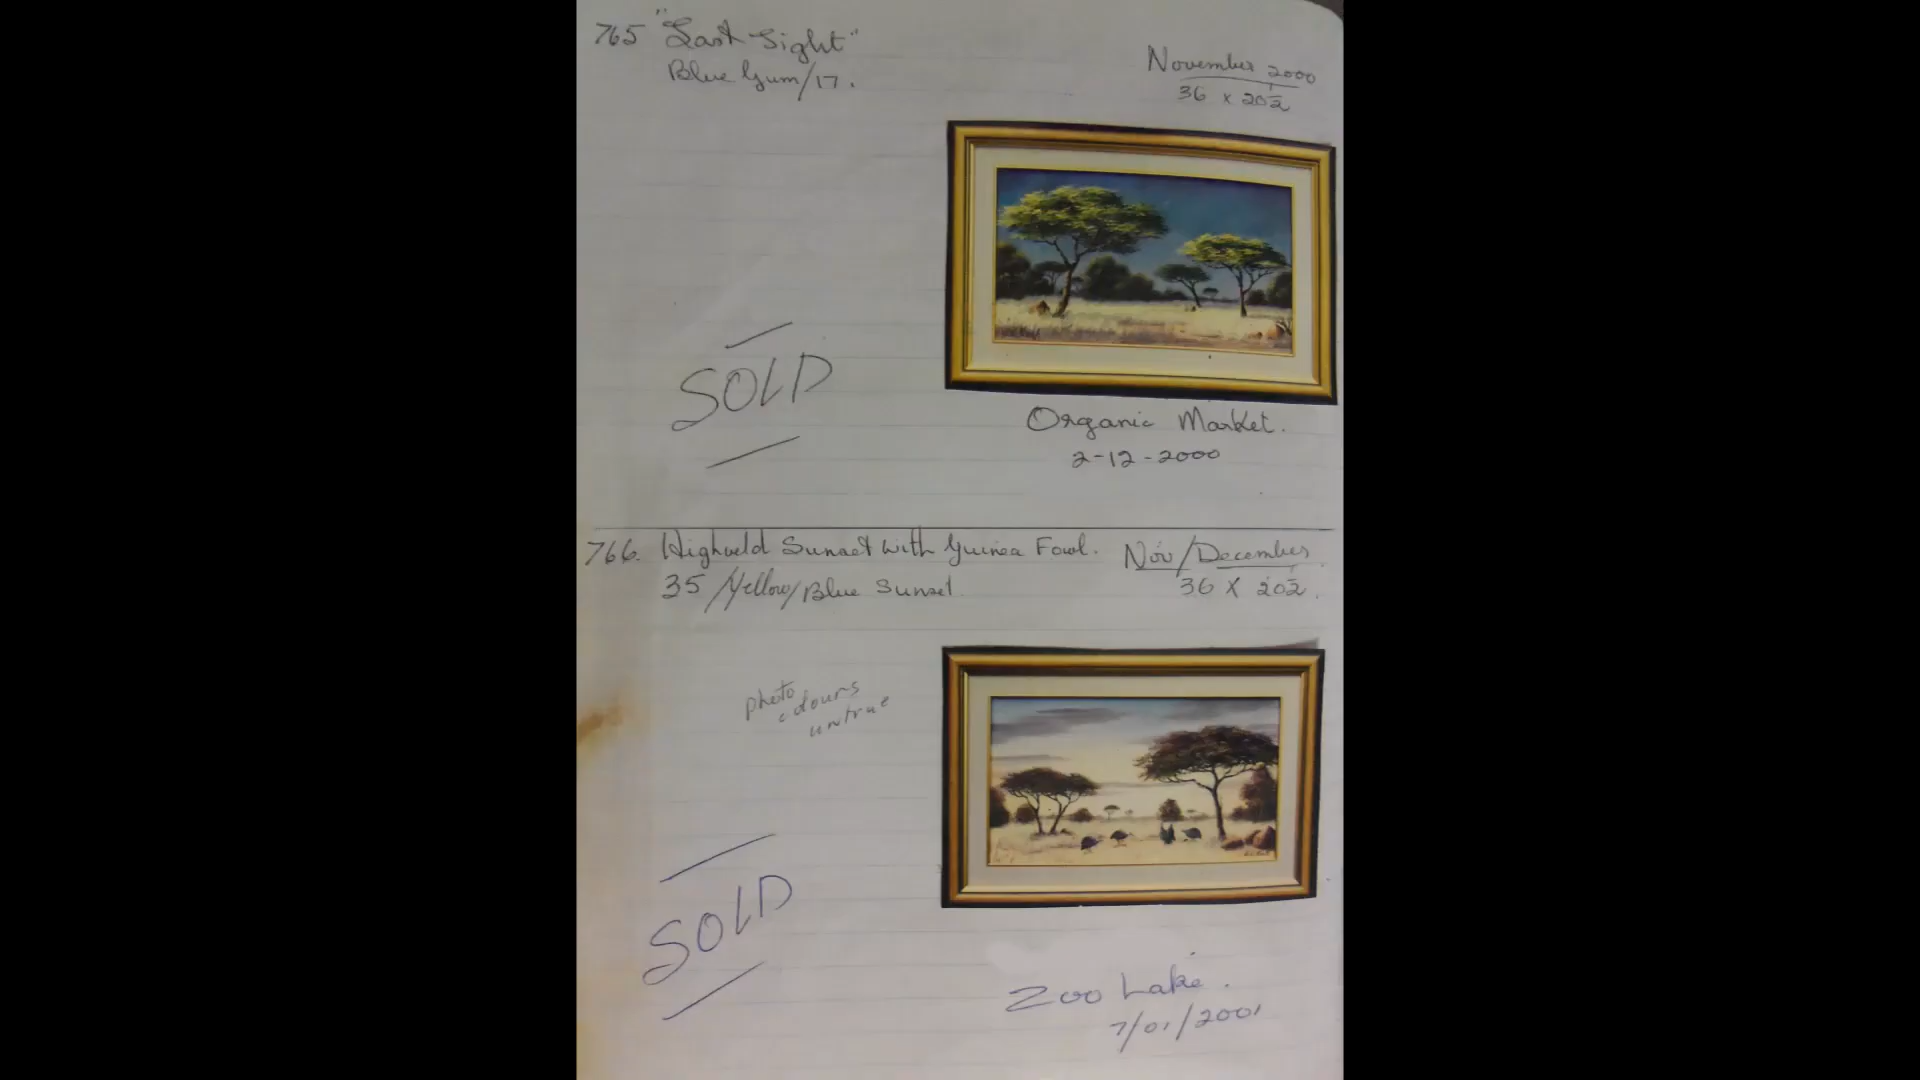 765 "Last Light"
Blue Gum/17.
November 2000
36 x 20½
SOLD
Organic Market.
2-12-2000
766. Highveld Sunset with Guinea Fowl.
35/Yellow/Blue Sunset.
Nov/December
36 X 20½.
photo
colours
untrue
SOLD
Zoo Lake.
7/01/2001